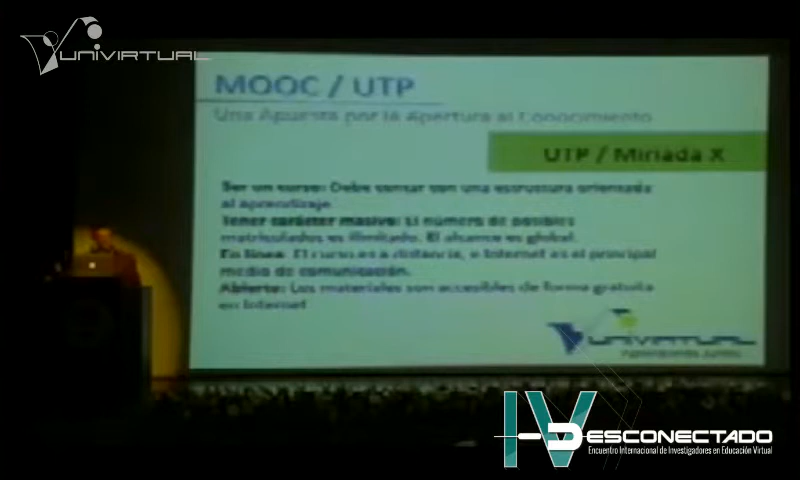 UNIVIRTUAL
MOOC / UTP
Una Apuesta por la Apertura al Conocimiento
UTP / Miriada X
Ser un curso: Debe contar con una estructura orientada
al aprendizaje
Tener carácter masivo: El número de posibles
matriculados es ilimitado. El alcance es global.
En línea: El curso es a distancia, e Internet es el principal
medio de comunicación.
Abierto: Los materiales son accesibles de forma gratuita
en Internet
UNIVIRTUAL
IV DESCONECTADO
Encuentro Internacional de Investigadores en Educación Virtual